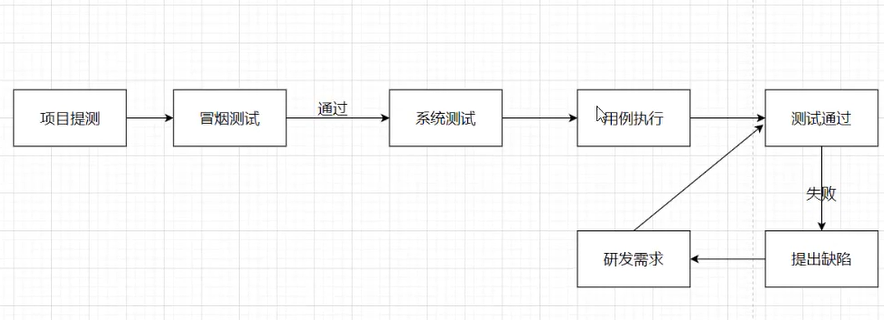 项目提测
冒烟测试
通过
系统测试
用例执行
测试通过
失败
研发需求
提出缺陷